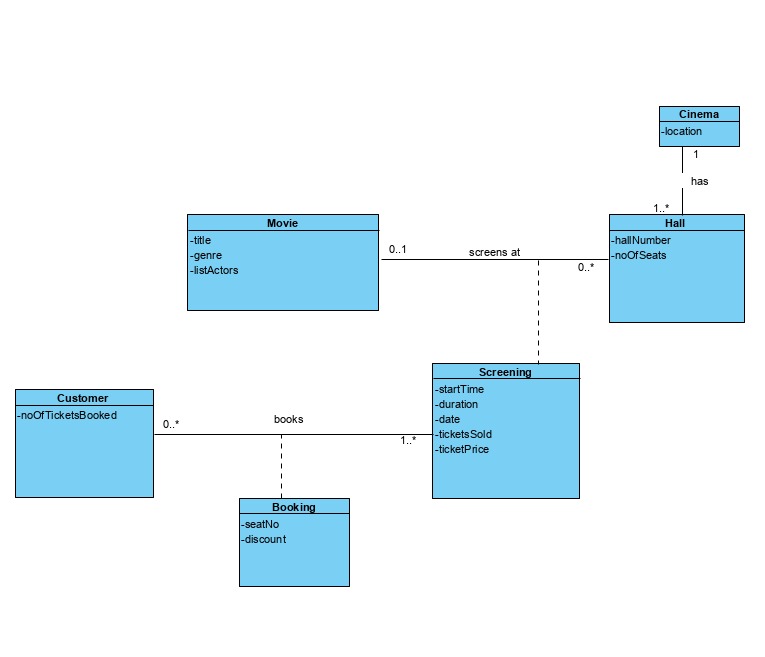 Cinema
-location
1
has
1..*
Movie
-title
-genre
-listActors
0..1
screens at
0..*
Hall
-hallNumber
-noOfSeats
Screening
-startTime
-duration
-date
-ticketsSold
-ticketPrice
Customer
-noOfTicketsBooked
0..*
books
1..*
Booking
-seatNo
-discount